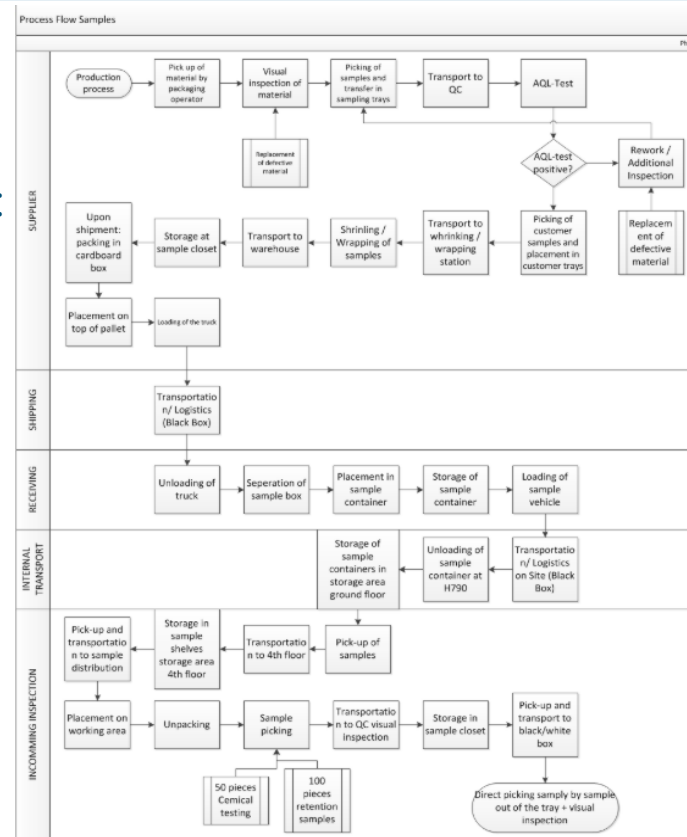 Process Flow Samples
Ph
SUPPLIER
Production
process
Pick up of
material by
packaging
operator
Visual
inspection of
material
Picking of
samples and
transfer in
sampling trays
Transport to
QC
AQL-Test
Replacement
of defective
material
AQL-test
positive?
Rework /
Additional
Inspection
Upon
shipment:
packing in
cardboard
box
Storage at
sample closet
Transport to
warehouse
Shrinling /
Wrapping of
samples
Transport to
whrinking /
wrapping
station
Picking of
customer
samples and
placement in
customer trays
Replacem
ent of
defective
material
Placement on
top of pallet
Loading of the truck
SHIPPING
Transportatio
n/ Logistics
(Black Box)
RECEIVING
Unloading of
truck
Seperation of
sample box
Placement in
sample
container
Storage of
sample
container
Loading of
sample
vehicle
INTERNAL
TRANSPORT
Storage of
sample
containers in
storage area
ground floor
Unloading of
sample
container at
H790
Transportatio
n/ Logistics
on Site (Black
Box)
INCOMMING INSPECTION
Pick-up and
transportatio
n to sample
distribution
Storage in
sample
shelves
storage area
4th floor
Transportatio
n to 4th floor
Pick-up of
samples
Placement on
working area
Unpacking
Sample
picking
Transportatio
n to QC visual
inspection
Storage in
sample closet
Pick-up and
transport to
black/white
box
50 pieces
Cemical
testing
100
pieces
retention
samples
Direct picking samply by sample
out of the tray + visual
inspection